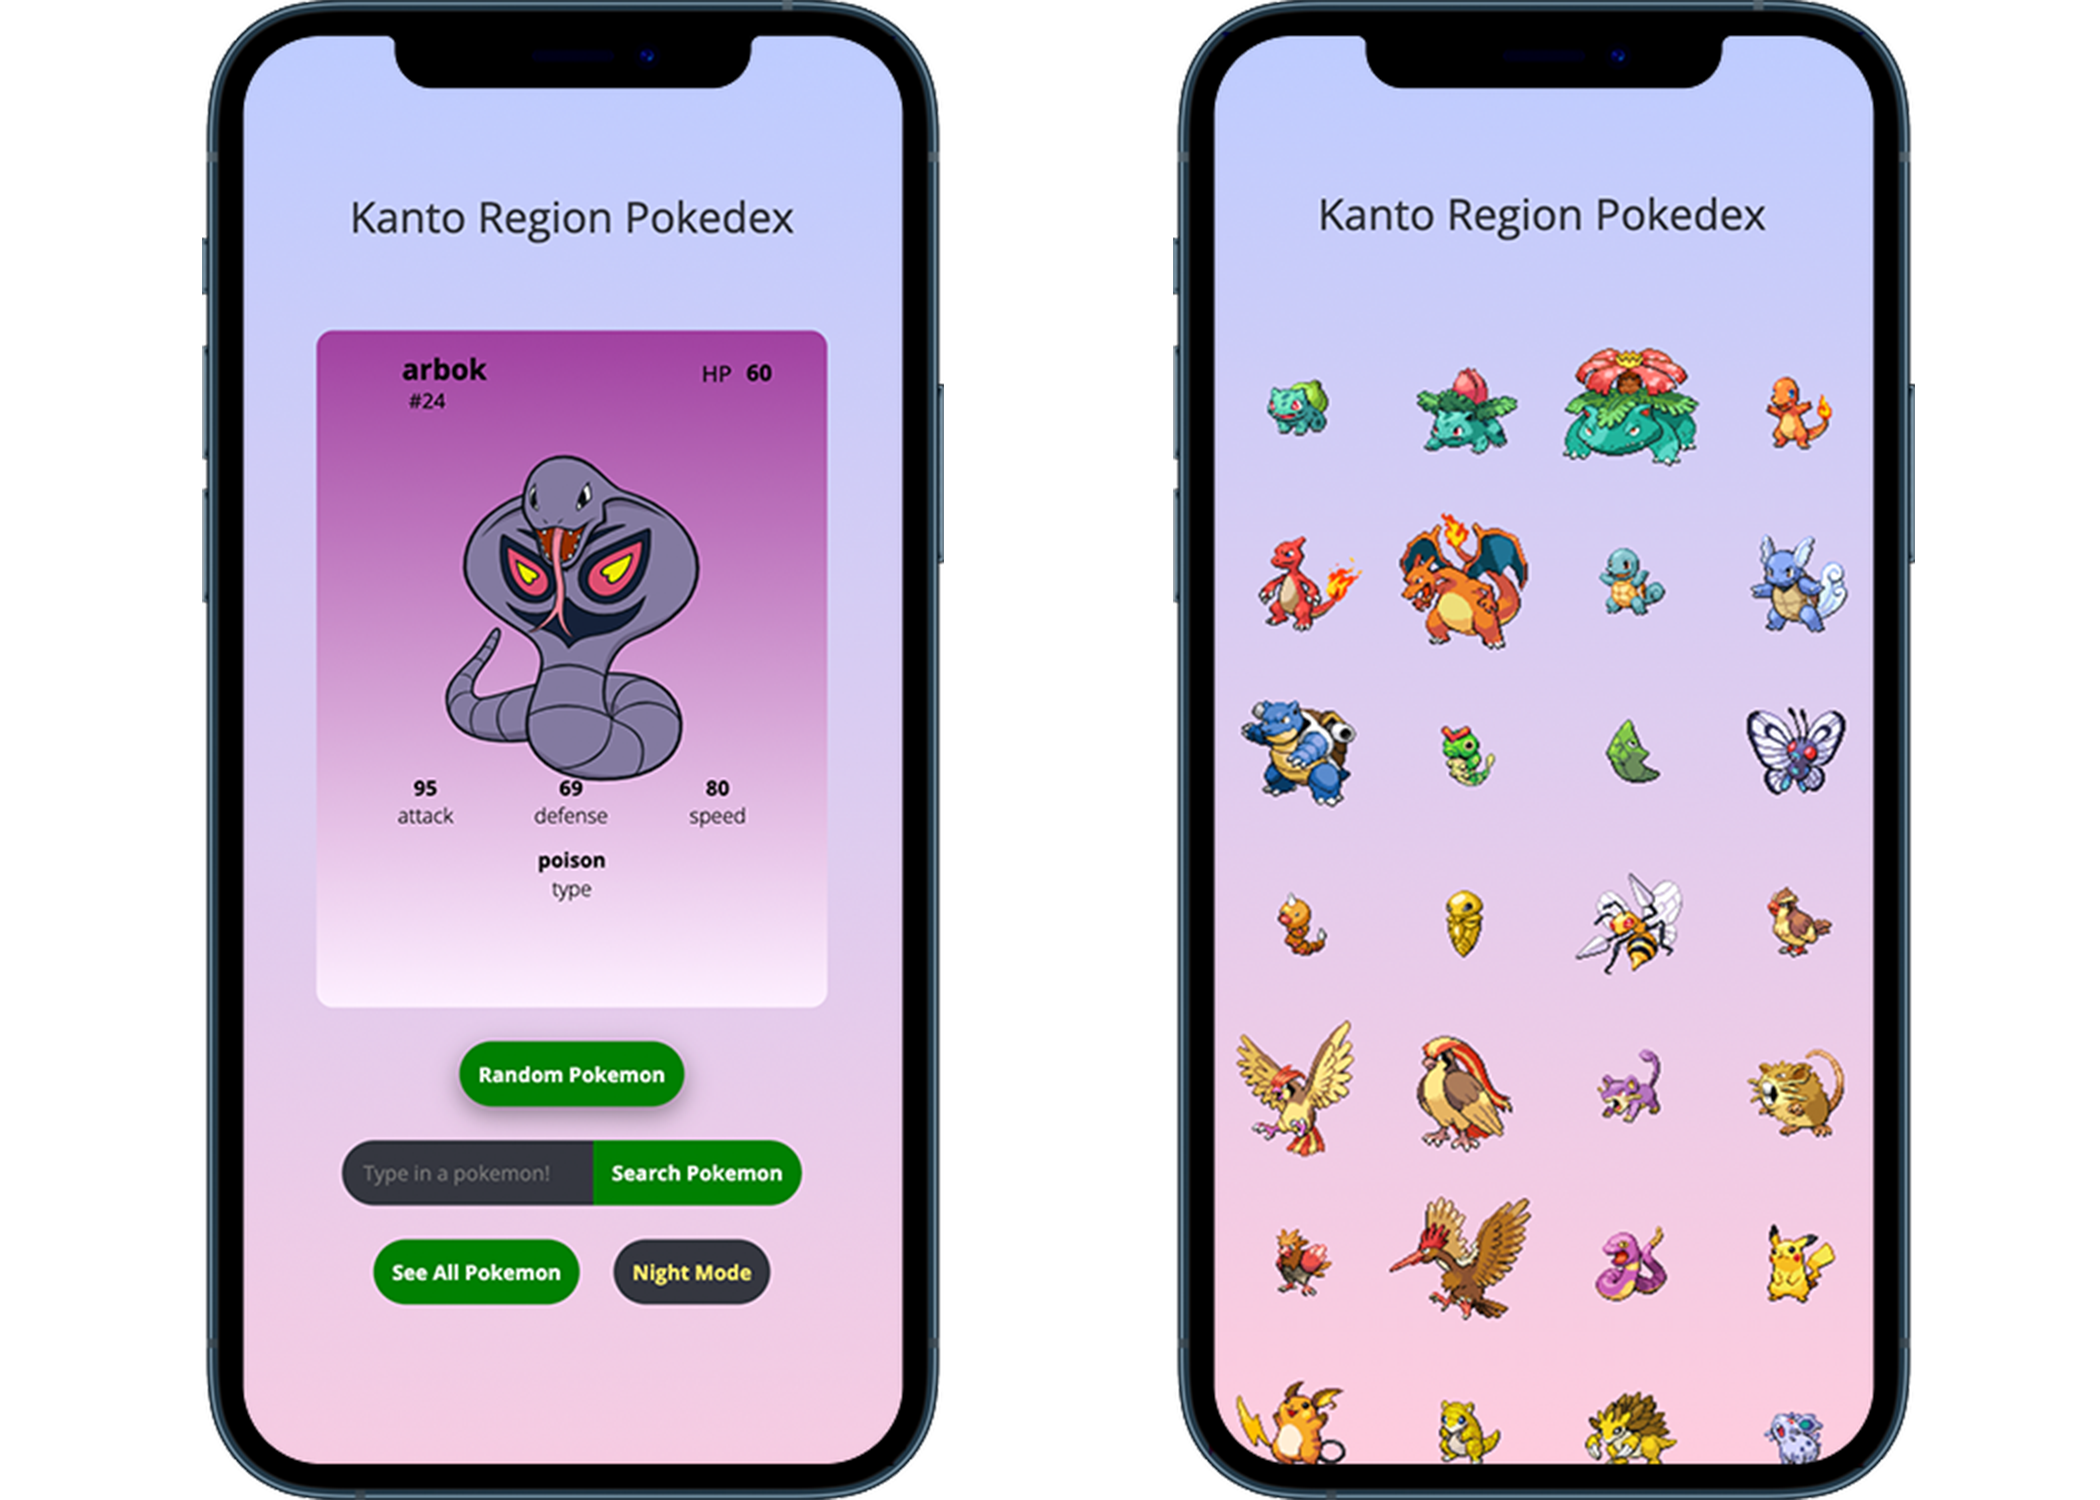 Kanto Region Pokedex
arbok
HP 60
#24
95
69
80
attack
defense
speed
poison
type
Random Pokemon
Type in a pokemon!
Search Pokemon
See All Pokemon
Night Mode
Kanto Region Pokedex